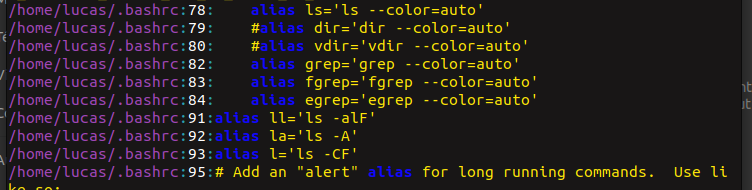 /home/lucas/.bashrc:78:    alias ls='ls --color=auto'
/home/lucas/.bashrc:79:    #alias dir='dir --color=auto'
/home/lucas/.bashrc:80:    #alias vdir='vdir --color=auto'
/home/lucas/.bashrc:82:    alias grep='grep --color=auto'
/home/lucas/.bashrc:83:    alias fgrep='fgrep --color=auto'
/home/lucas/.bashrc:84:    alias egrep='egrep --color=auto'
/home/lucas/.bashrc:91:alias ll='ls -alF'
/home/lucas/.bashrc:92:alias la='ls -A'
/home/lucas/.bashrc:93:alias l='ls -CF'
/home/lucas/.bashrc:95:# Add an "alert" alias for long running commands.  Use li
ke so: